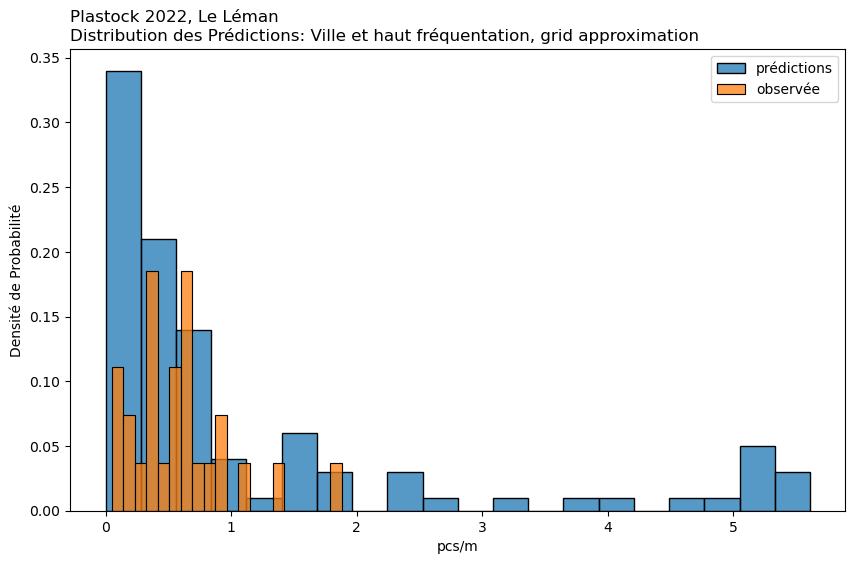 Plastock 2022, Le Léman
Distribution des Prédictions: Ville et haut fréquentation, grid approximation
prédictions
observée
Densité de Probabilité
0.35
0.30
0.25
0.20
0.15
0.10
0.05
0.00
0 1 2 3 4 5
pcs/m